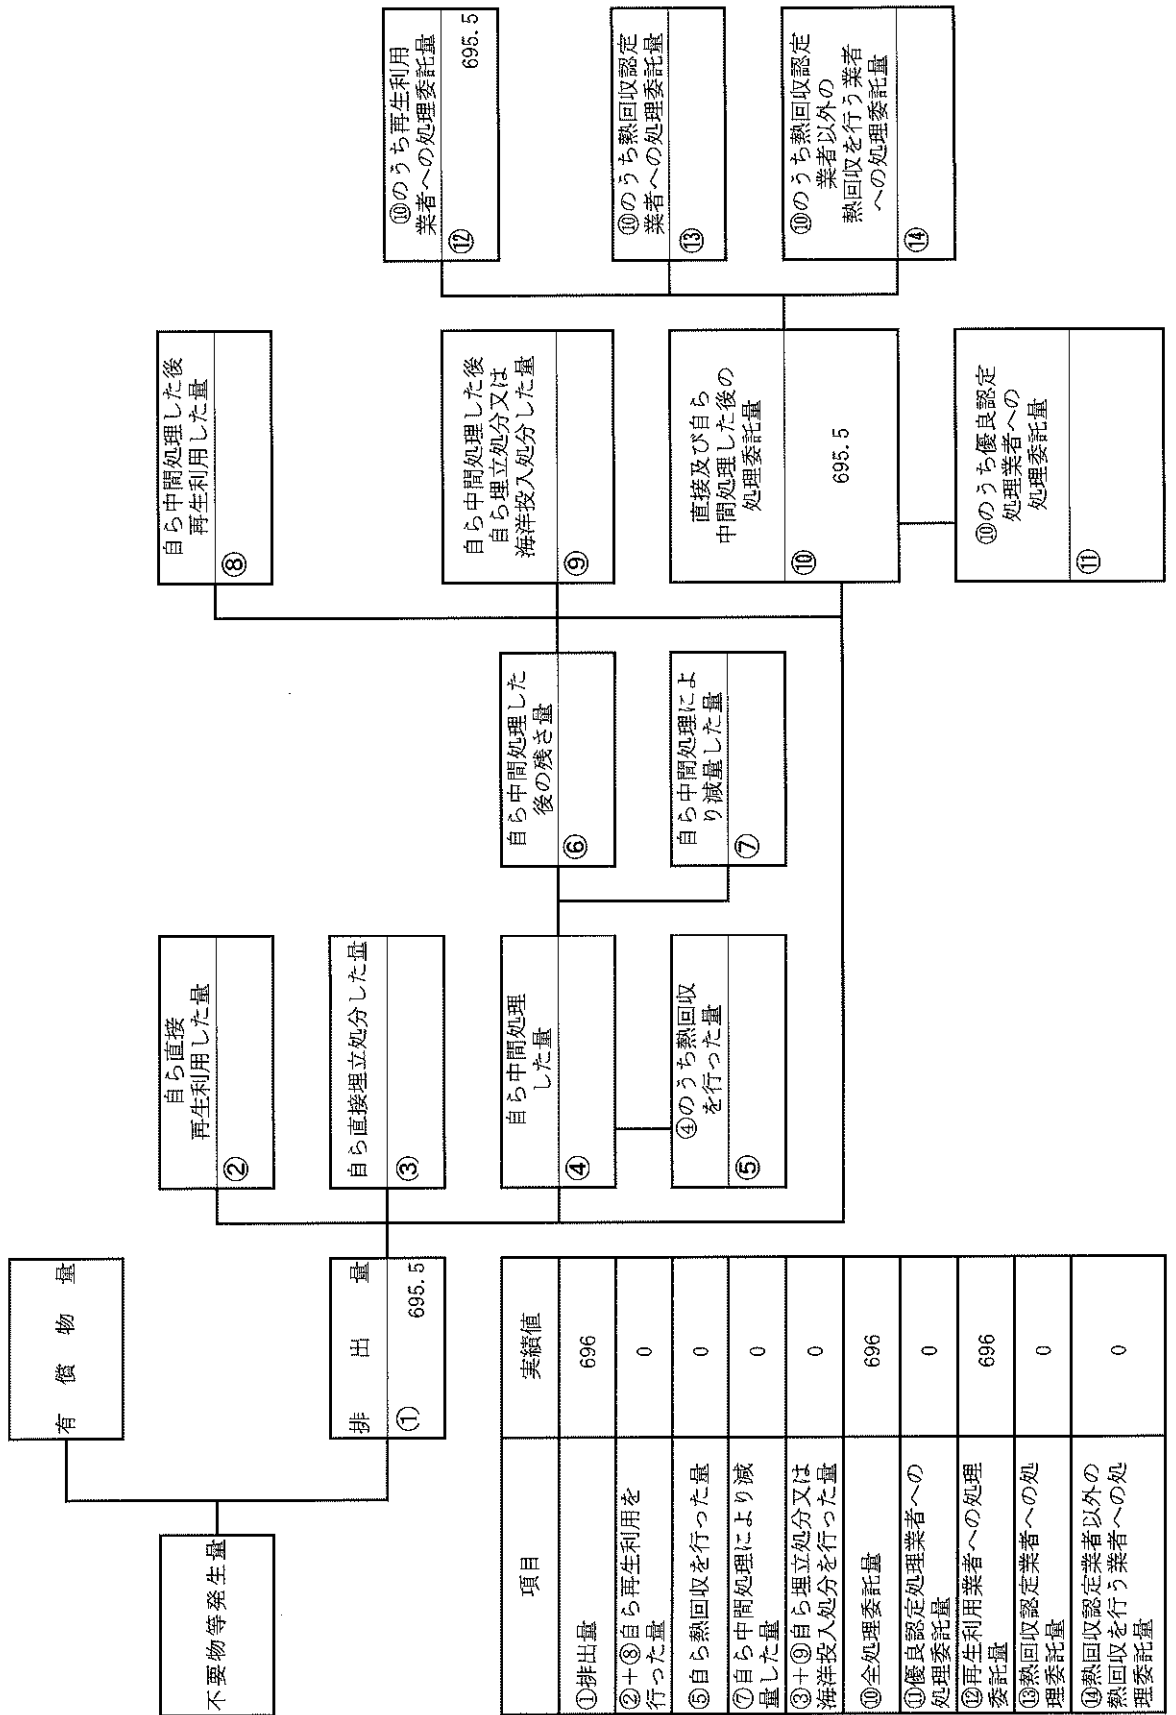 有 償 物 量
不要物等発生量
排 出 量
① 695.5
自ら直接
再生利用した量
②
自ら直接埋立処分した量
③
自ら中間処理
した量
④
④のうち熱回収
を行った量
⑤
自ら中間処理した
後の残さ量
⑥
自ら中間処理によ
り減量した量
⑦
自ら中間処理した後
再生利用した量
⑧
自ら中間処理した後
自ら埋立処分又は
海洋投入処分した量
⑨
直接及び自ら
中間処理した後の
処理委託量
⑩ 695.5
⑩のうち優良認定
処理業者への
処理委託量
⑪
⑩のうち再生利用
業者への処理委託量
⑫ 695.5
⑩のうち熱回収認定
業者への処理委託量
⑬
⑩のうち熱回収認定
業者以外の
熱回収を行う業者
への処理委託量
⑭
項目 実績値
①排出量 696
②+⑧自ら再生利用を
行った量 0
⑤自ら熱回収を行った量 0
⑦自ら中間処理により減
量した量 0
③+⑨自ら埋立処分又は
海洋投入処分を行った量 0
⑩全処理委託量 696
⑪優良認定処理業者への
処理委託量 0
⑫再生利用業者への処理
委託量 696
⑬熱回収認定業者への処
理委託量 0
⑭熱回収認定業者以外の
熱回収を行う業者への処
理委託量 0